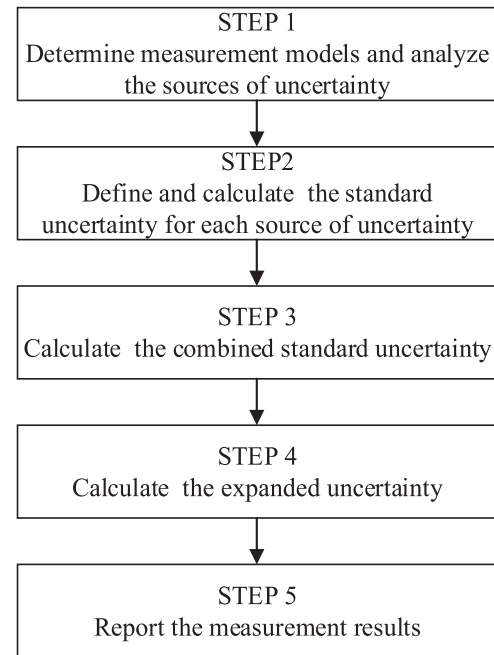 STEP 1
Determine measurement models and analyze
the sources of uncertainty
STEP2
Define and calculate the standard
uncertainty for each source of uncertainty
STEP 3
Calculate the combined standard uncertainty
STEP 4
Calculate the expanded uncertainty
STEP 5
Report the measurement results